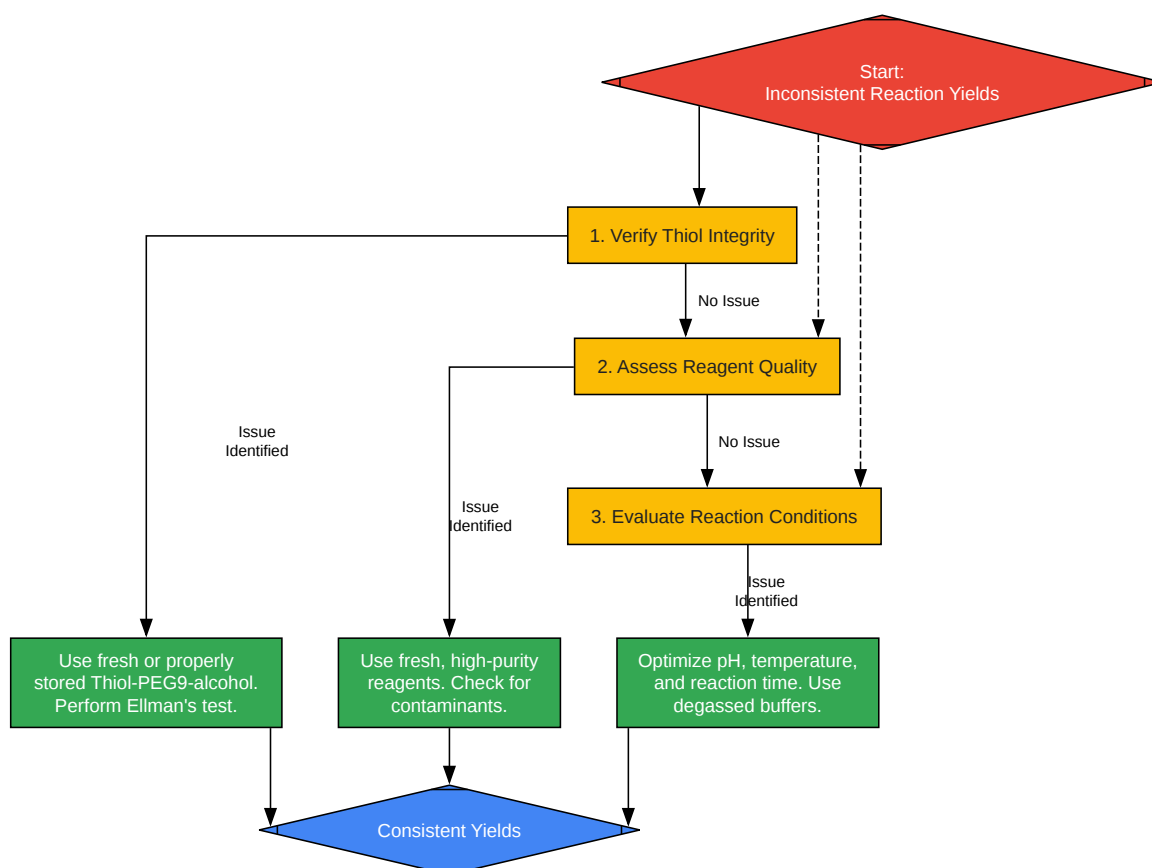 Start:
Inconsistent Reaction Yields
1. Verify Thiol Integrity
No Issue
2. Assess Reagent Quality
Issue
Identified
No Issue
Issue
Identified
3. Evaluate Reaction Conditions
Issue
Identified
Use fresh or properly
stored Thiol-PEG9-alcohol.
Perform Ellman's test.
Use fresh, high-purity
reagents. Check for
contaminants.
Optimize pH, temperature,
and reaction time. Use
degassed buffers.
Consistent Yields